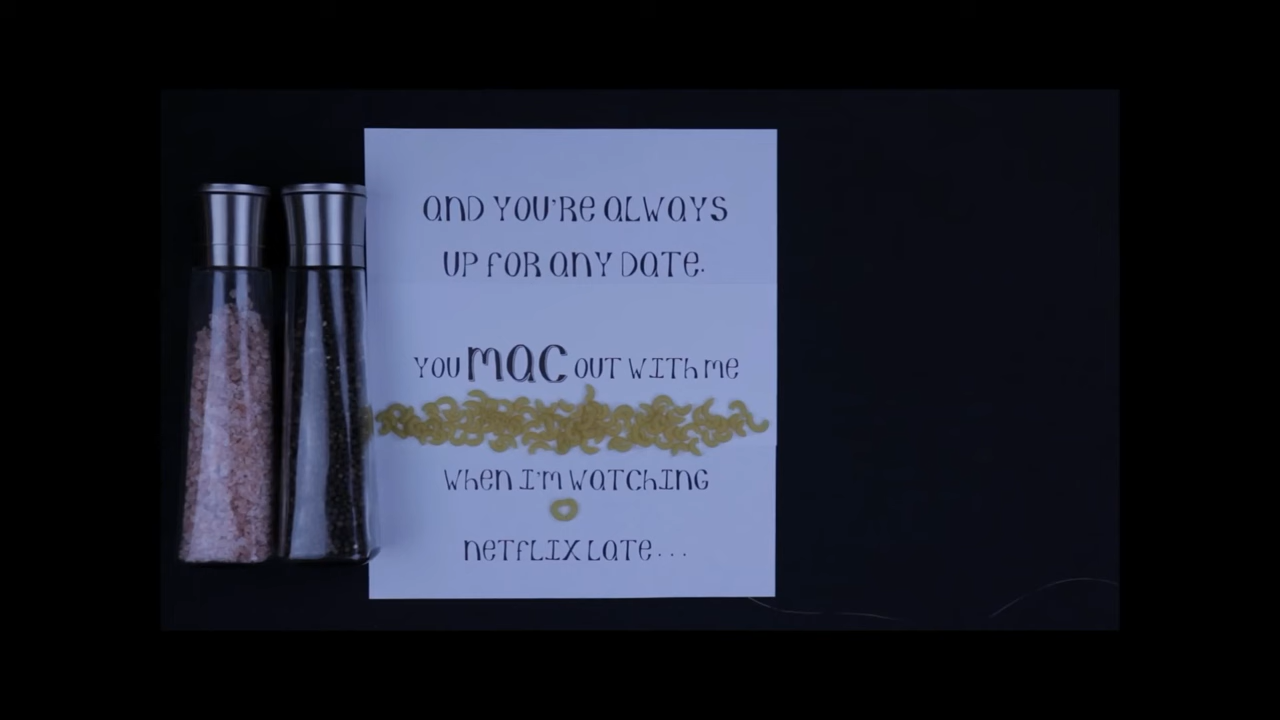 AND YOU'RE ALWAYS
UP FOR ANY DATE.
YOU MAC OUT WITH ME
WHEN I'M WATCHING
NETFLIX LATE...